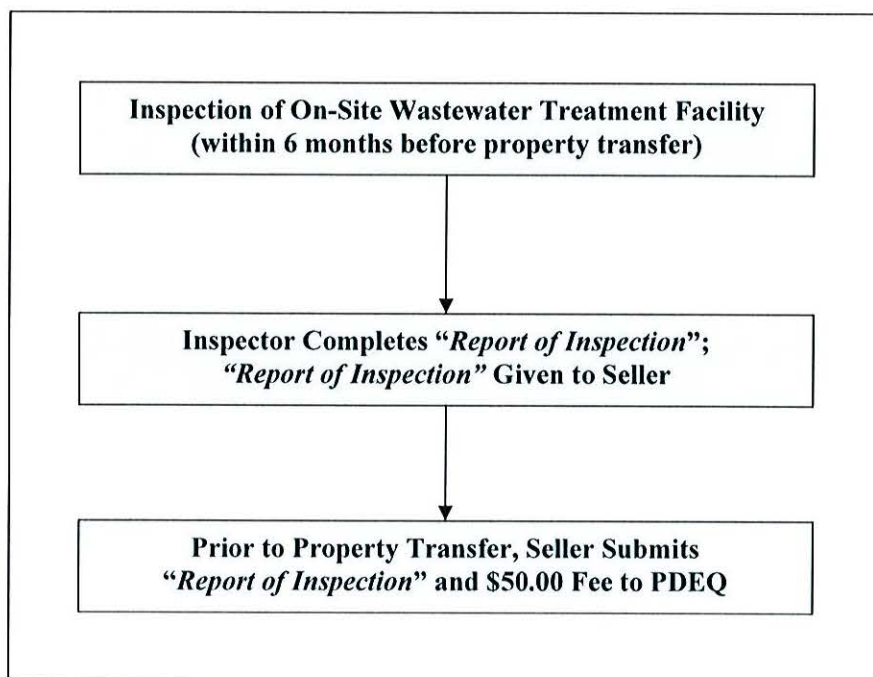 Inspection of On-Site Wastewater Treatment Facility
(within 6 months before property transfer)
Inspector Completes “Report of Inspection”;
“Report of Inspection” Given to Seller
Prior to Property Transfer, Seller Submits
“Report of Inspection” and $50.00 Fee to PDEQ